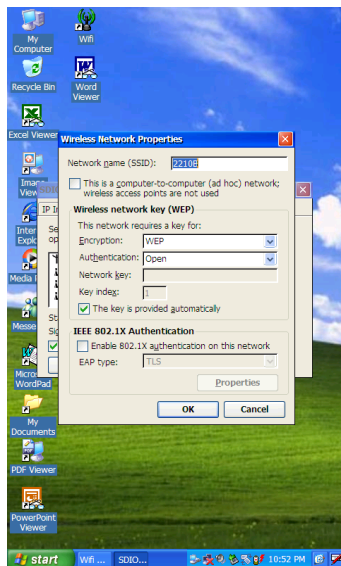 My
Computer
Wifi
Recycle Bin
Word
Viewer
Excel Viewer
Wireless Network Properties
Network name (SSID):
2210B
This is a computer-to-computer (ad hoc) network;
wireless access points are not used
Wireless network key (WEP)
This network requires a key for:
Encryption:
WEP
Authentication:
Open
Network key:
Key index:
1
The key is provided automatically
IEEE 802.1X Authentication
Enable 802.1X authentication on this network
EAP type:
TLS
Properties
OK
Cancel
IP
Media
WordPad
My
Documents
PDF Viewer
PowerPoint
Viewer
start
Wifi ...
SDIO...
10:52 PM